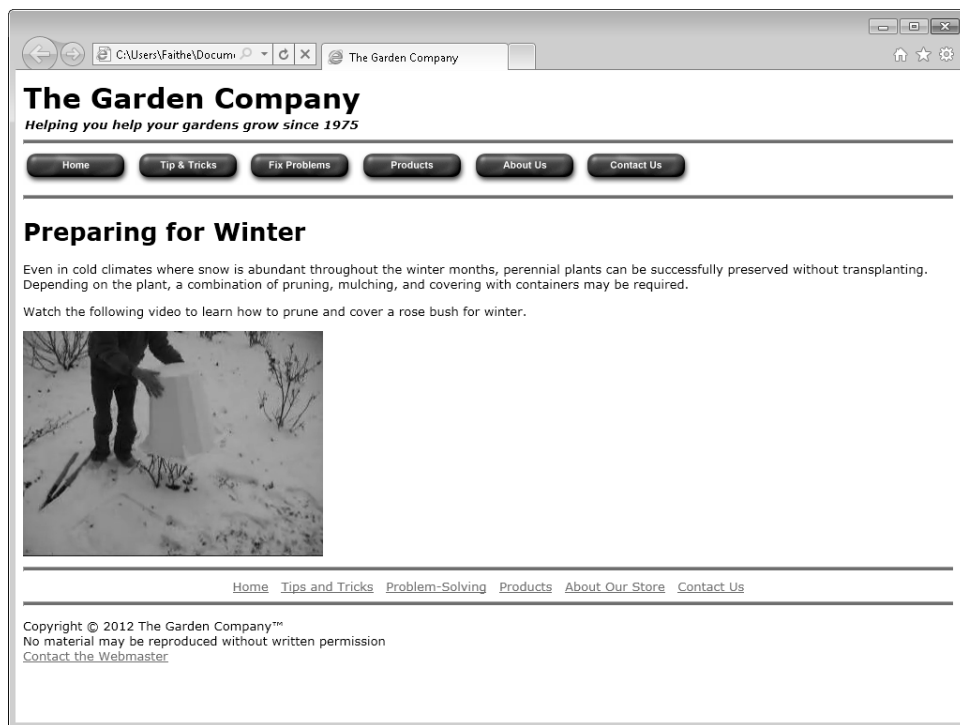 C:\Users\Faithe\Docum
The Garden Company
The Garden Company
Helping you help your gardens grow since 1975
Home Tip & Tricks Fix Problems Products About Us Contact Us
Preparing for Winter
Even in cold climates where snow is abundant throughout the winter months, perennial plants can be successfully preserved without transplanting.
Depending on the plant, a combination of pruning, mulching, and covering with containers may be required.
Watch the following video to learn how to prune and cover a rose bush for winter.
Home Tips and Tricks Problem-Solving Products About Our Store Contact Us
Copyright © 2012 The Garden Company™
No material may be reproduced without written permission
Contact the Webmaster